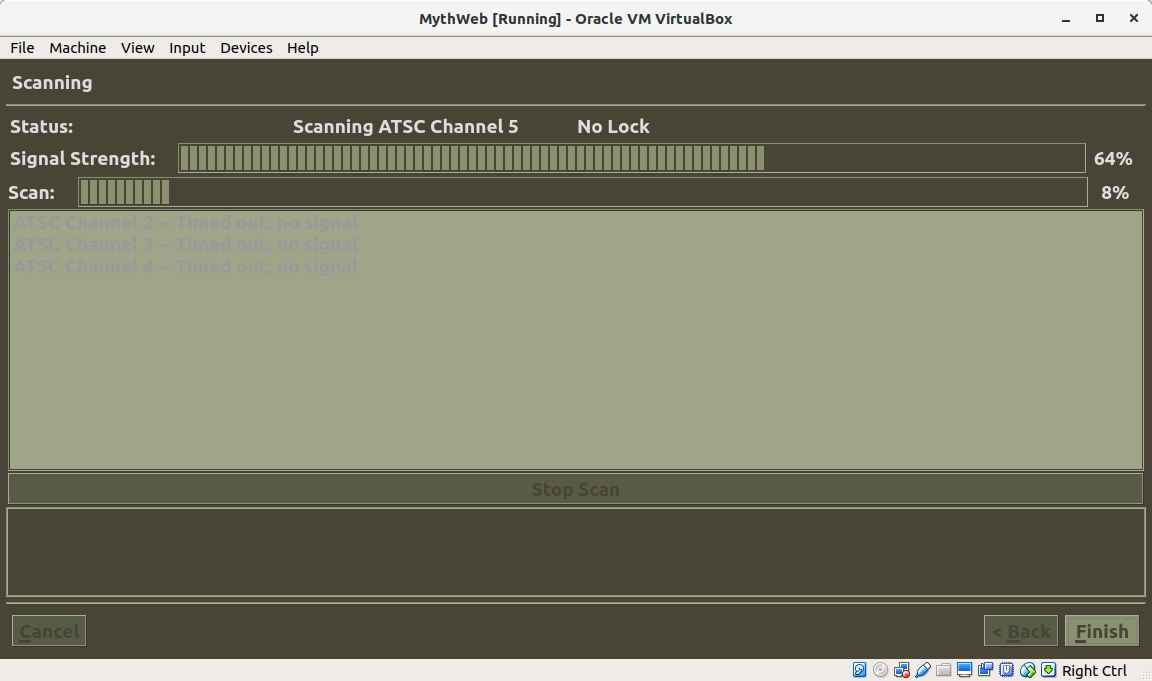 MythWeb [Running] - Oracle VM VirtualBox
File Machine View Input Devices Help
Scanning
Status: Scanning ATSC Channel 5 No Lock
Signal Strength: 64%
Scan: 8%
ATSC Channel 2 -- Timed out, no signal
ATSC Channel 3 -- Timed out, no signal
ATSC Channel 4 -- Timed out, no signal
Stop Scan
Cancel < Back Finish
Right Ctrl